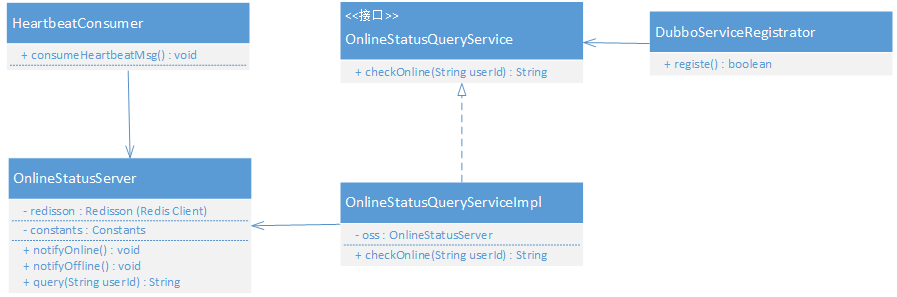 HeartbeatConsumer
+ consumeHeartbeatMsg() : void
<<接口>>
OnlineStatusQueryService
+ checkOnline(String userId) : String
DubboServiceRegistrator
+ registe() : boolean
OnlineStatusServer
- redisson : Redisson (Redis Client)
- constants : Constants
+ notifyOnline() : void
+ notifyOffline() : void
+ query(String userId) : String
OnlineStatusQueryServiceImpl
- oss : OnlineStatusServer
+ checkOnline(String userId) : String